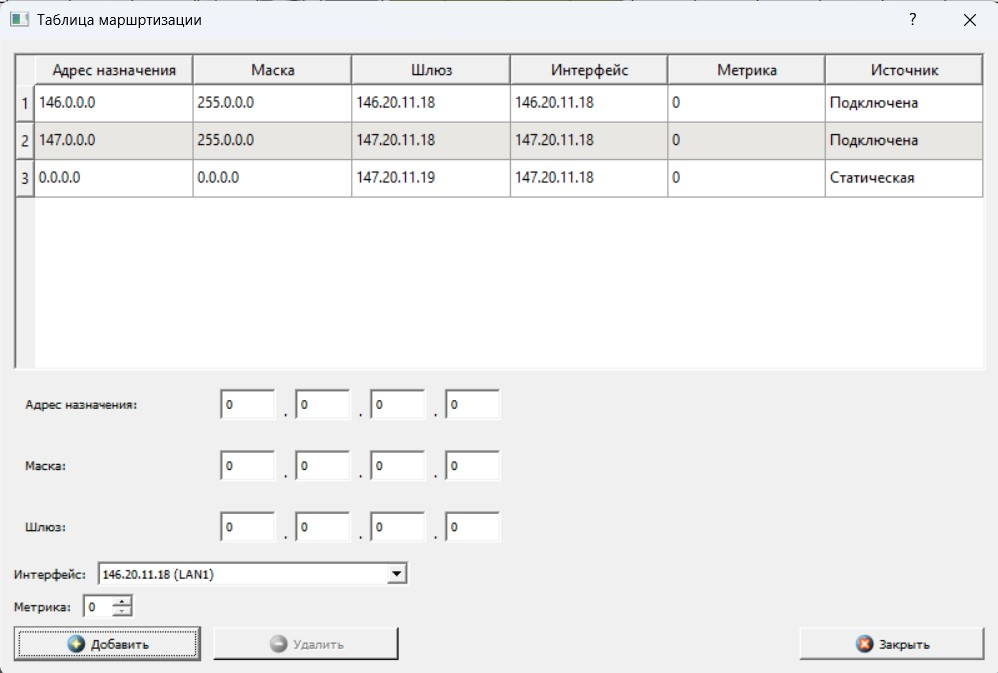 Таблица маршртизации ?
Адрес назначения Маска Шлюз Интерфейс Метрика Источник
1 146.0.0.0 255.0.0.0 146.20.11.18 146.20.11.18 0 Подключена
2 147.0.0.0 255.0.0.0 147.20.11.18 147.20.11.18 0 Подключена
3 0.0.0.0 0.0.0.0 147.20.11.19 147.20.11.18 0 Статическая
Адрес назначения: 0 . 0 . 0 . 0
Маска: 0 . 0 . 0 . 0
Шлюз: 0 . 0 . 0 . 0
Интерфейс: 146.20.11.18 (LAN1)
Метрика: 0
Добавить Удалить Закрыть